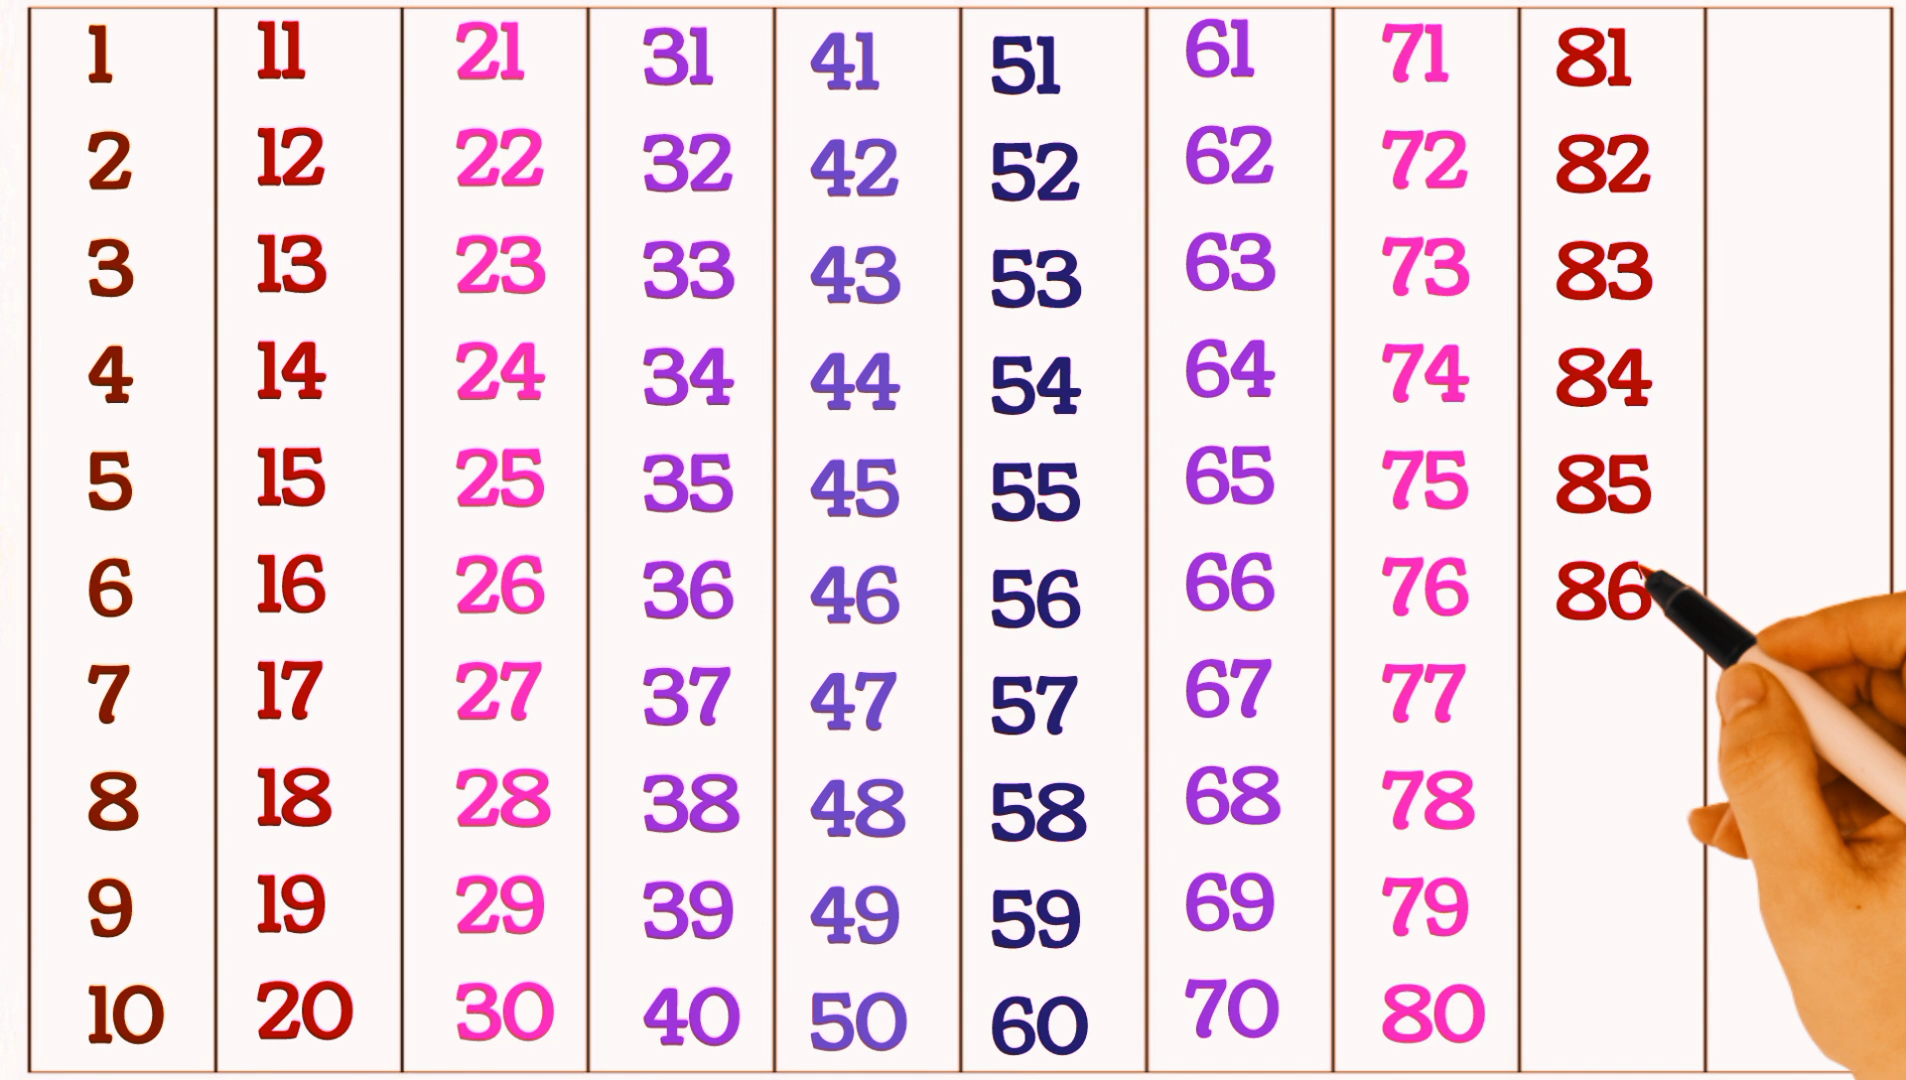 1 11 21 31 41 51 61 71 81
2 12 22 32 42 52 62 72 82
3 13 23 33 43 53 63 73 83
4 14 24 34 44 54 64 74 84
5 15 25 35 45 55 65 75 85
6 16 26 36 46 56 66 76 86
7 17 27 37 47 57 67 77
8 18 28 38 48 58 68 78
9 19 29 39 49 59 69 79
10 20 30 40 50 60 70 80